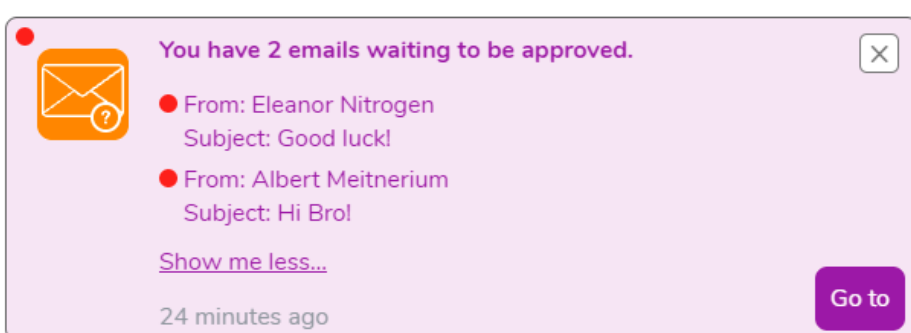 You have 2 emails waiting to be approved.
From: Eleanor Nitrogen
Subject: Good luck!
From: Albert Meitnerium
Subject: Hi Bro!
Show me less...
24 minutes ago
Go to